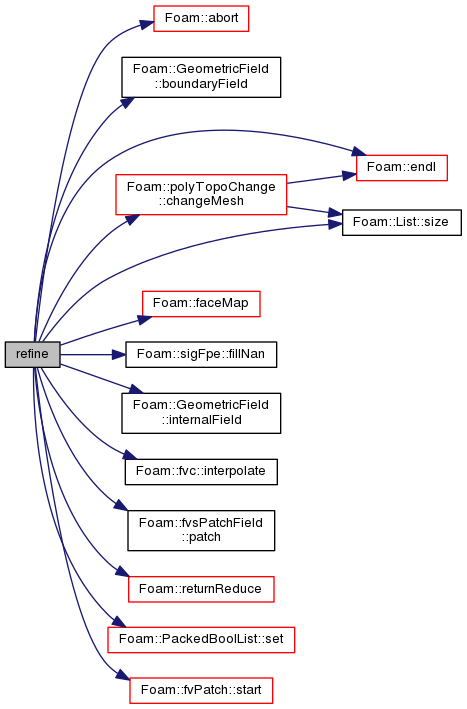 Foam::abort
Foam::GeometricField
::boundaryField
Foam::endl
Foam::polyTopoChange
::changeMesh
Foam::List::size
Foam::faceMap
refine
Foam::sigFpe::fillNan
Foam::GeometricField
::internalField
Foam::fvc::interpolate
Foam::fvsPatchField
::patch
Foam::returnReduce
Foam::PackedBoolList::set
Foam::fvPatch::start